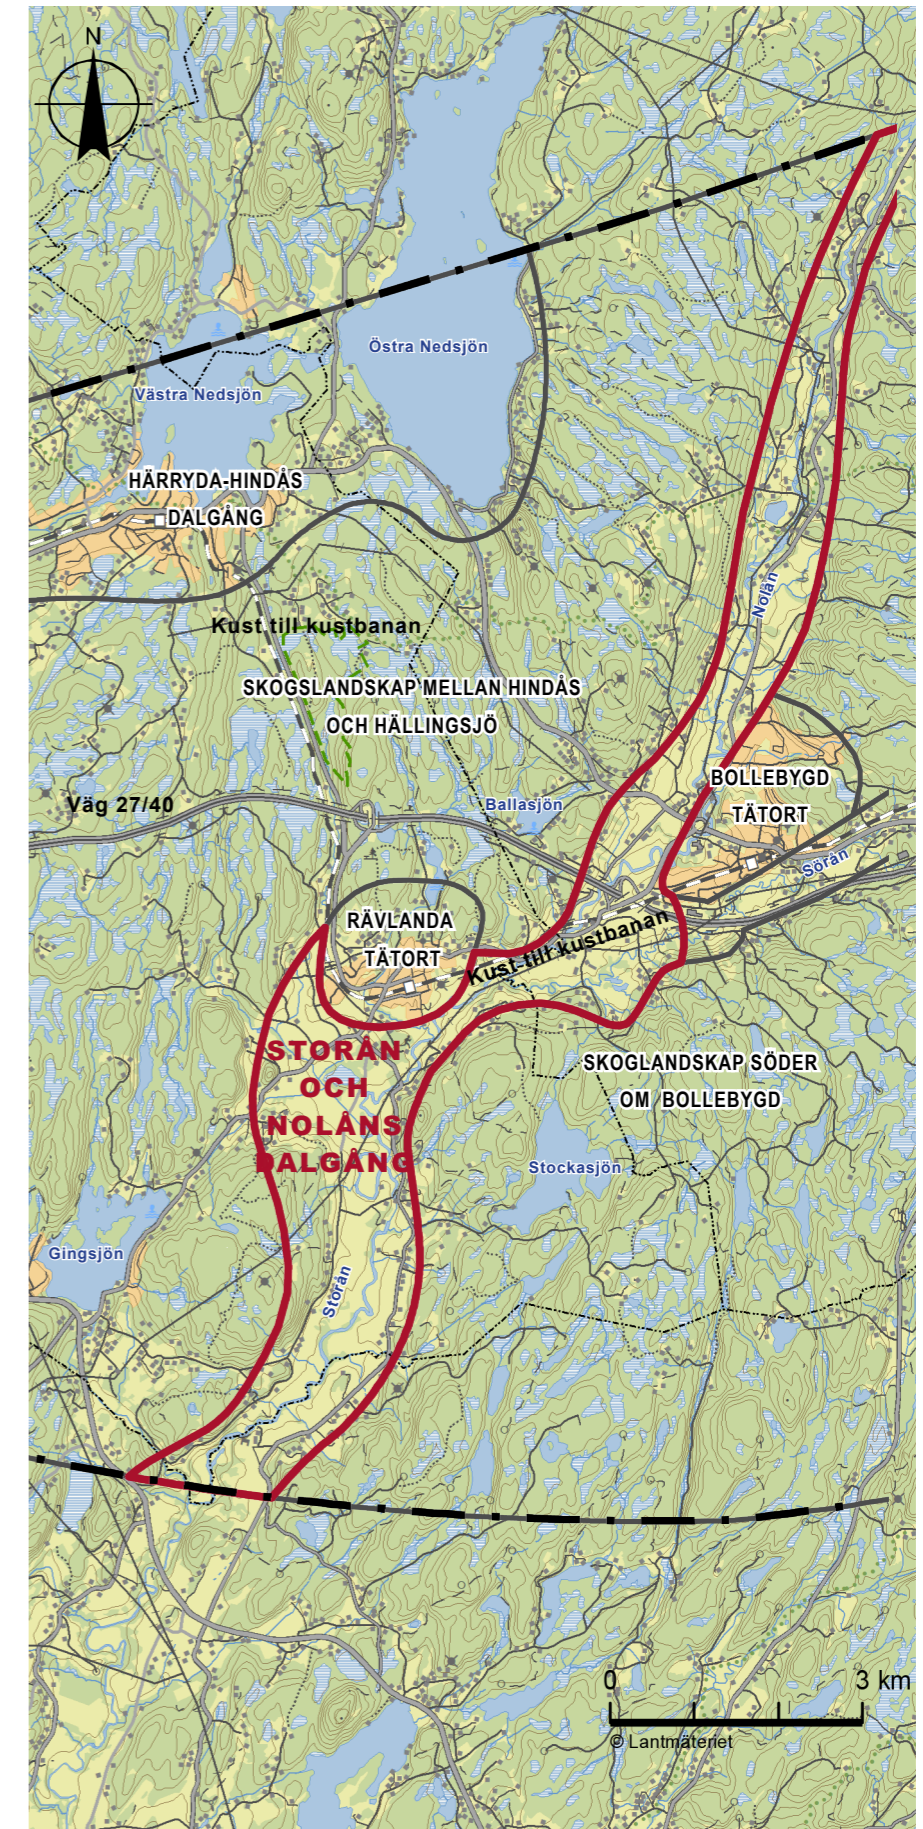 N
Östra Nedsjön
Västra Nedsjön
HÄRRYDA-HINDÅS
DALGÅNG
Nolån
Kust till kustbanan
SKOGSLANDSKAP MELLAN HINDÅS
OCH HÄLLINGSJÖ
BOLLEBYGD
TÄTORT
Väg 27/40
Ballasjön
Sörån
RÄVLANDA
TÄTORT
Kust till kustbanan
STORÅN
OCH
NOLÅNS
DALGÅNG
SKOGLANDSKAP SÖDER
OM BOLLEBYGD
Stockasjön
Gingsjön
Storån
0 3 km
© Lantmäteriet